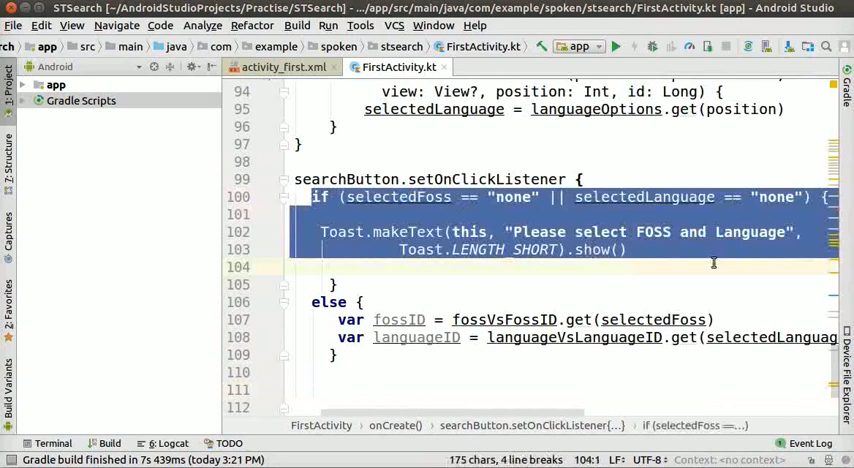 STSearch [~/AndroidStudioProjects/Practise/STSearch] - .../app/src/main/java/com/example/spoken/stsearch/FirstActivity.kt [app] - Android Studio
File Edit View Navigate Code Analyze Refactor Build Run Tools VCS Window Help
rch app src main java com example spoken stsearch FirstActivity.kt app
Android activity_first.xml FirstActivity.kt
app
Gradle Scripts
1: Project
7: Structure
Captures
2: Favorites
Build Variants
94 view: View?, position: Int, id: Long) {
95 selectedLanguage = languageOptions.get(position)
96 }
97 }
98
99 searchButton.setOnClickListener {
100 if (selectedFoss == "none" || selectedLanguage == "none") {
101
102 Toast.makeText(this, "Please select FOSS and Language",
103 Toast.LENGTH_SHORT).show()
104
105 }
106 else {
107 var fossID = fossVsFossID.get(selectedFoss)
108 var languageID = languageVsLanguageID.get(selectedLanguag
109 }
110
111
112
Gradle
Device File Explorer
FirstActivity onCreate() searchButton.setOnClickListener{...} if (selectedFoss ==...)
Terminal Build 6: Logcat TODO Event Log
Gradle build finished in 7s 439ms (today 3:21 PM) 175 chars, 4 line breaks 104:1 LF÷ UTF-8÷ Context: <no context>